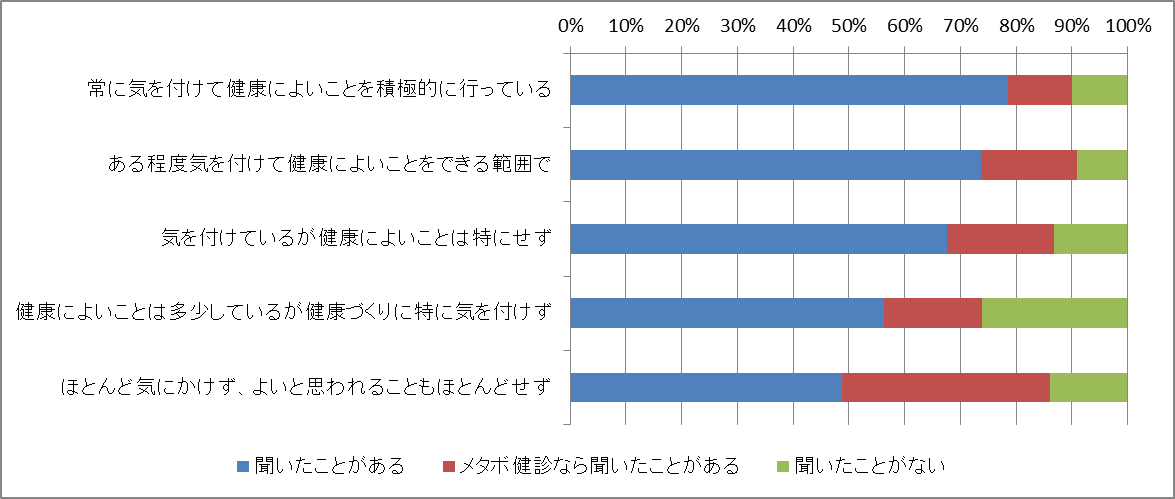 0% 10% 20% 30% 40% 50% 60% 70% 80% 90% 100%
常に気を付けて健康によいことを積極的に行っている
ある程度気を付けて健康によいことをできる範囲で
気を付けているが健康によいことは特にせず
健康によいことは多少しているが健康づくりに特に気を付けず
ほとんど気にかけず、よいと思われることもほとんどせず
聞いたことがある メタボ健診なら聞いたことがある 聞いたことがない